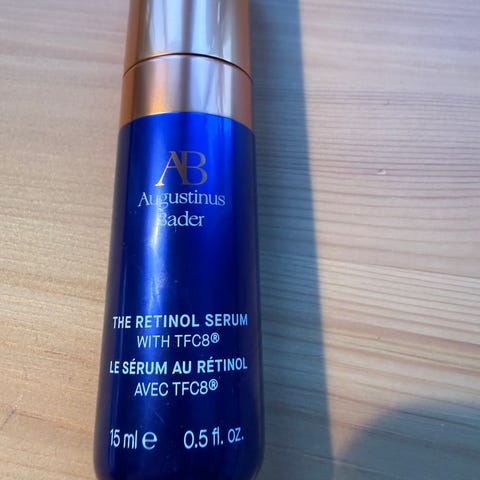 AB
Augustinus
Bader
THE RETINOL SERUM
WITH TFC8®
LE SÉRUM AU RÉTINOL
AVEC TFC8®
15 ml e 0.5 fl. oz.